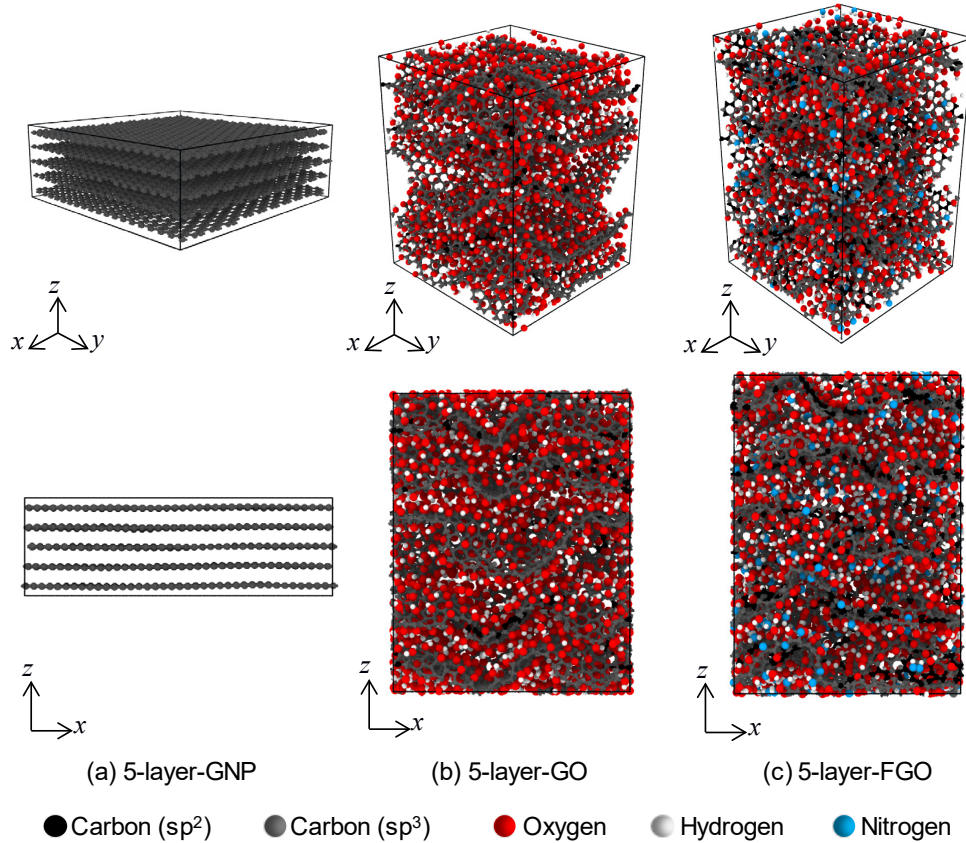 z
x
y
z
x
y
z
x
y
z
x
z
x
z
x
(a) 5-layer-GNP
(b) 5-layer-GO
(c) 5-layer-FGO
Carbon (sp²)
Carbon (sp³)
Oxygen
Hydrogen
Nitrogen